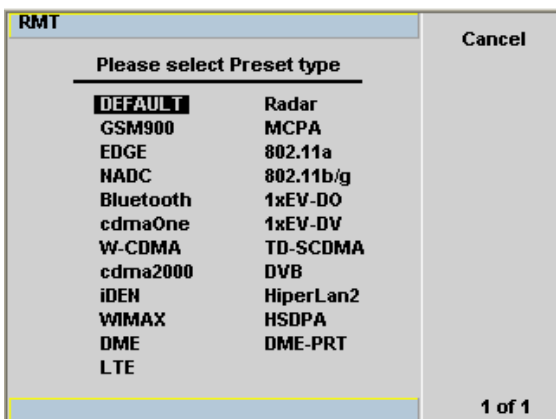 RMT
Cancel
Please select Preset type
DEFAULT Radar
GSM900 MCPA
EDGE 802.11a
NADC 802.11b/g
Bluetooth 1xEV-DO
cdmaOne 1xEV-DV
W-CDMA TD-SCDMA
cdma2000 DVB
iDEN HiperLan2
WIMAX HSDPA
DME DME-PRT
LTE
1 of 1